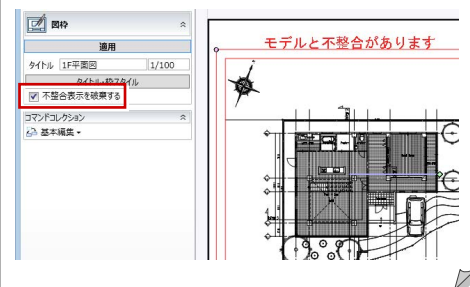 図枠
適用
タイトル 1F平面図 1/100
タイトル・枠スタイル
不整合表示を破棄する
コマンドコレクション
基本編集
モデルと不整合があります